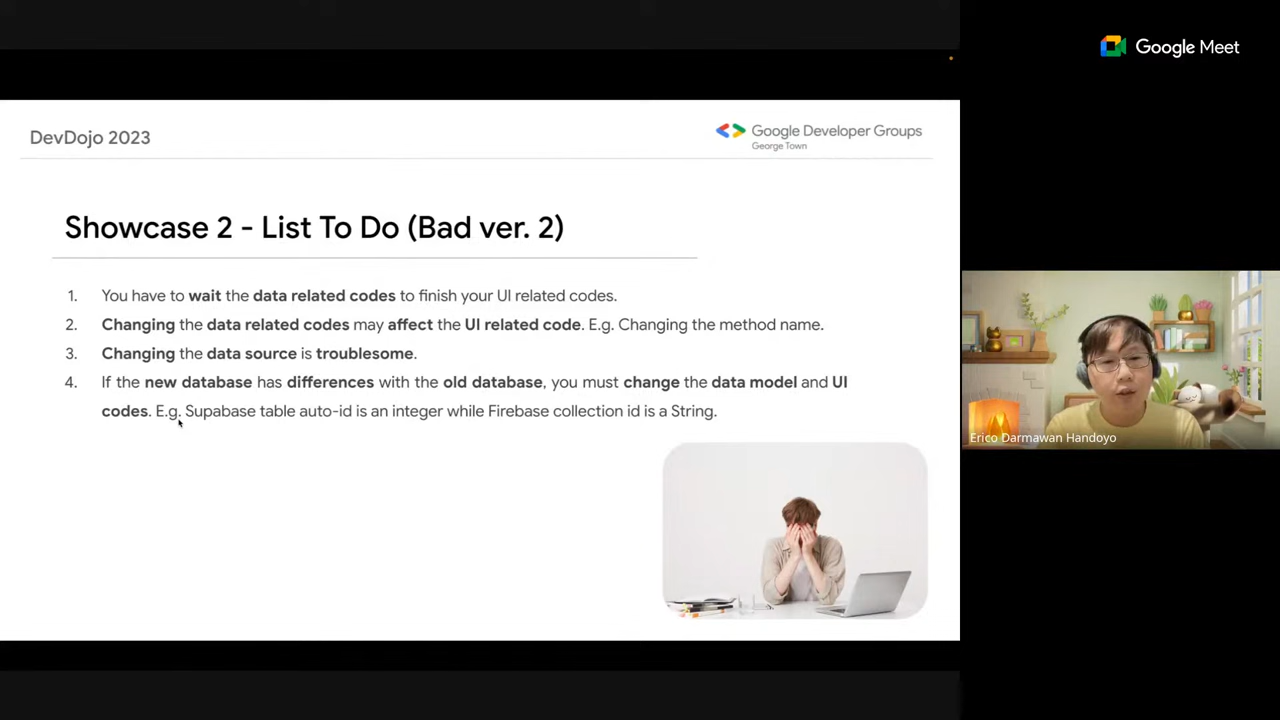 Google Meet
DevDojo 2023
Google Developer Groups
George Town
Showcase 2 - List To Do (Bad ver. 2)
1. You have to wait the data related codes to finish your UI related codes.
2. Changing the data related codes may affect the UI related code. E.g. Changing the method name.
3. Changing the data source is troublesome.
4. If the new database has differences with the old database, you must change the data model and UI
codes. E.g. Supabase table auto-id is an integer while Firebase collection id is a String.
Erico Darmawan Handoyo